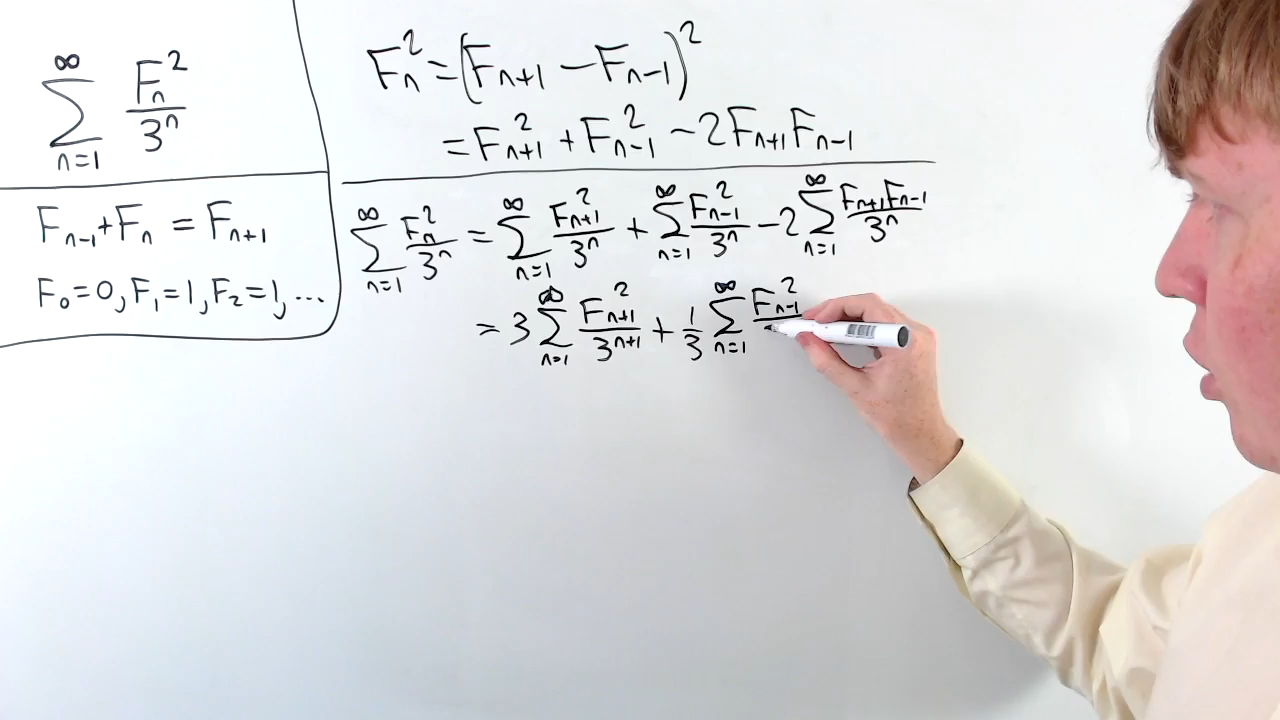 ∑_{n=1}^{∞} F_n^2/3^n
F_{n-1}+F_n = F_{n+1}
F_0=0, F_1=1, F_2=1, ...
F_n^2 = (F_{n+1} - F_{n-1})^2
= F_{n+1}^2 + F_{n-1}^2 - 2F_{n+1}F_{n-1}
∑_{n=1}^{∞} F_n^2/3^n = ∑_{n=1}^{∞} F_{n+1}^2/3^n + ∑_{n=1}^{∞} F_{n-1}^2/3^n - 2∑_{n=1}^{∞} F_{n+1}F_{n-1}/3^n
= 3∑_{n=1}^{∞} F_{n+1}^2/3^{n+1} + 1/3 ∑_{n=1}^{∞} F_{n-1}^2/